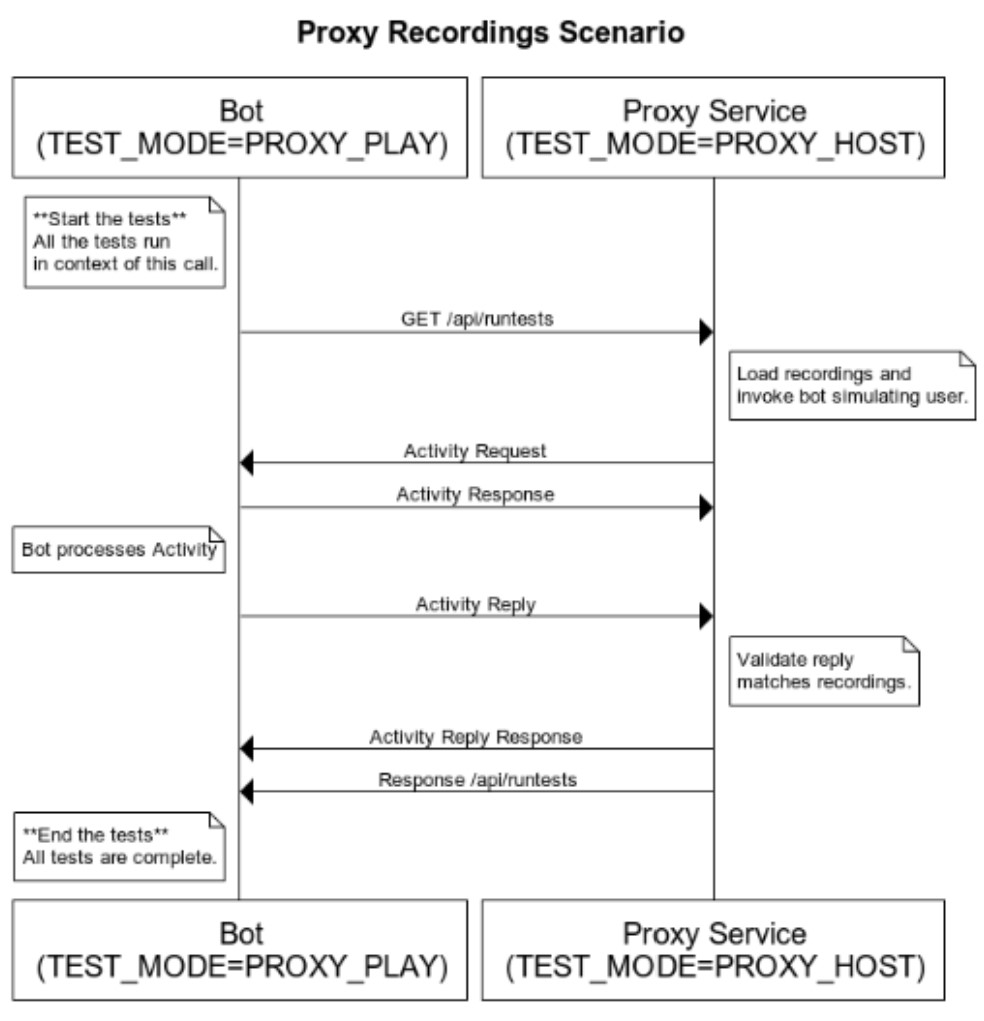 Proxy Recordings Scenario
Bot
(TEST_MODE=PROXY_PLAY)
Proxy Service
(TEST_MODE=PROXY_HOST)
**Start the tests**
All the tests run
in context of this call.
GET /api/runtests
Load recordings and
invoke bot simulating user.
Activity Request
Activity Response
Bot processes Activity
Activity Reply
Validate reply
matches recordings.
Activity Reply Response
Response /api/runtests
**End the tests**
All tests are complete.
Bot
(TEST_MODE=PROXY_PLAY)
Proxy Service
(TEST_MODE=PROXY_HOST)